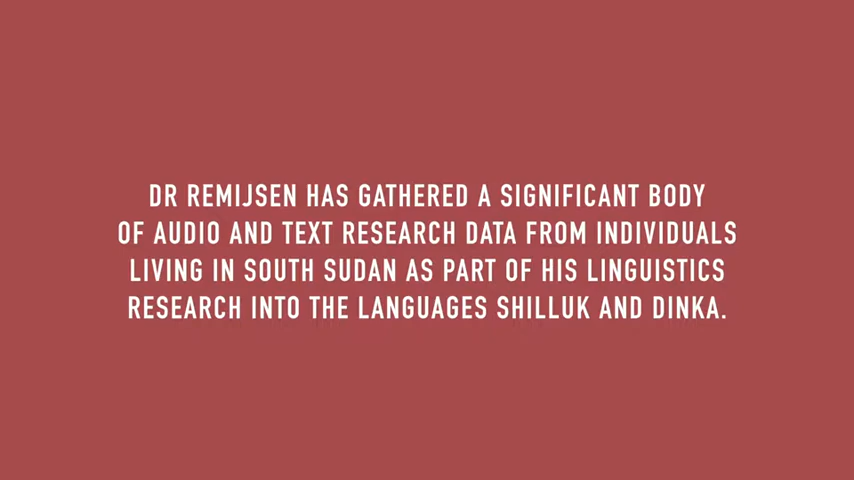 DR REMIJSEN HAS GATHERED A SIGNIFICANT BODY
OF AUDIO AND TEXT RESEARCH DATA FROM INDIVIDUALS
LIVING IN SOUTH SUDAN AS PART OF HIS LINGUISTICS
RESEARCH INTO THE LANGUAGES SHILLUK AND DINKA.